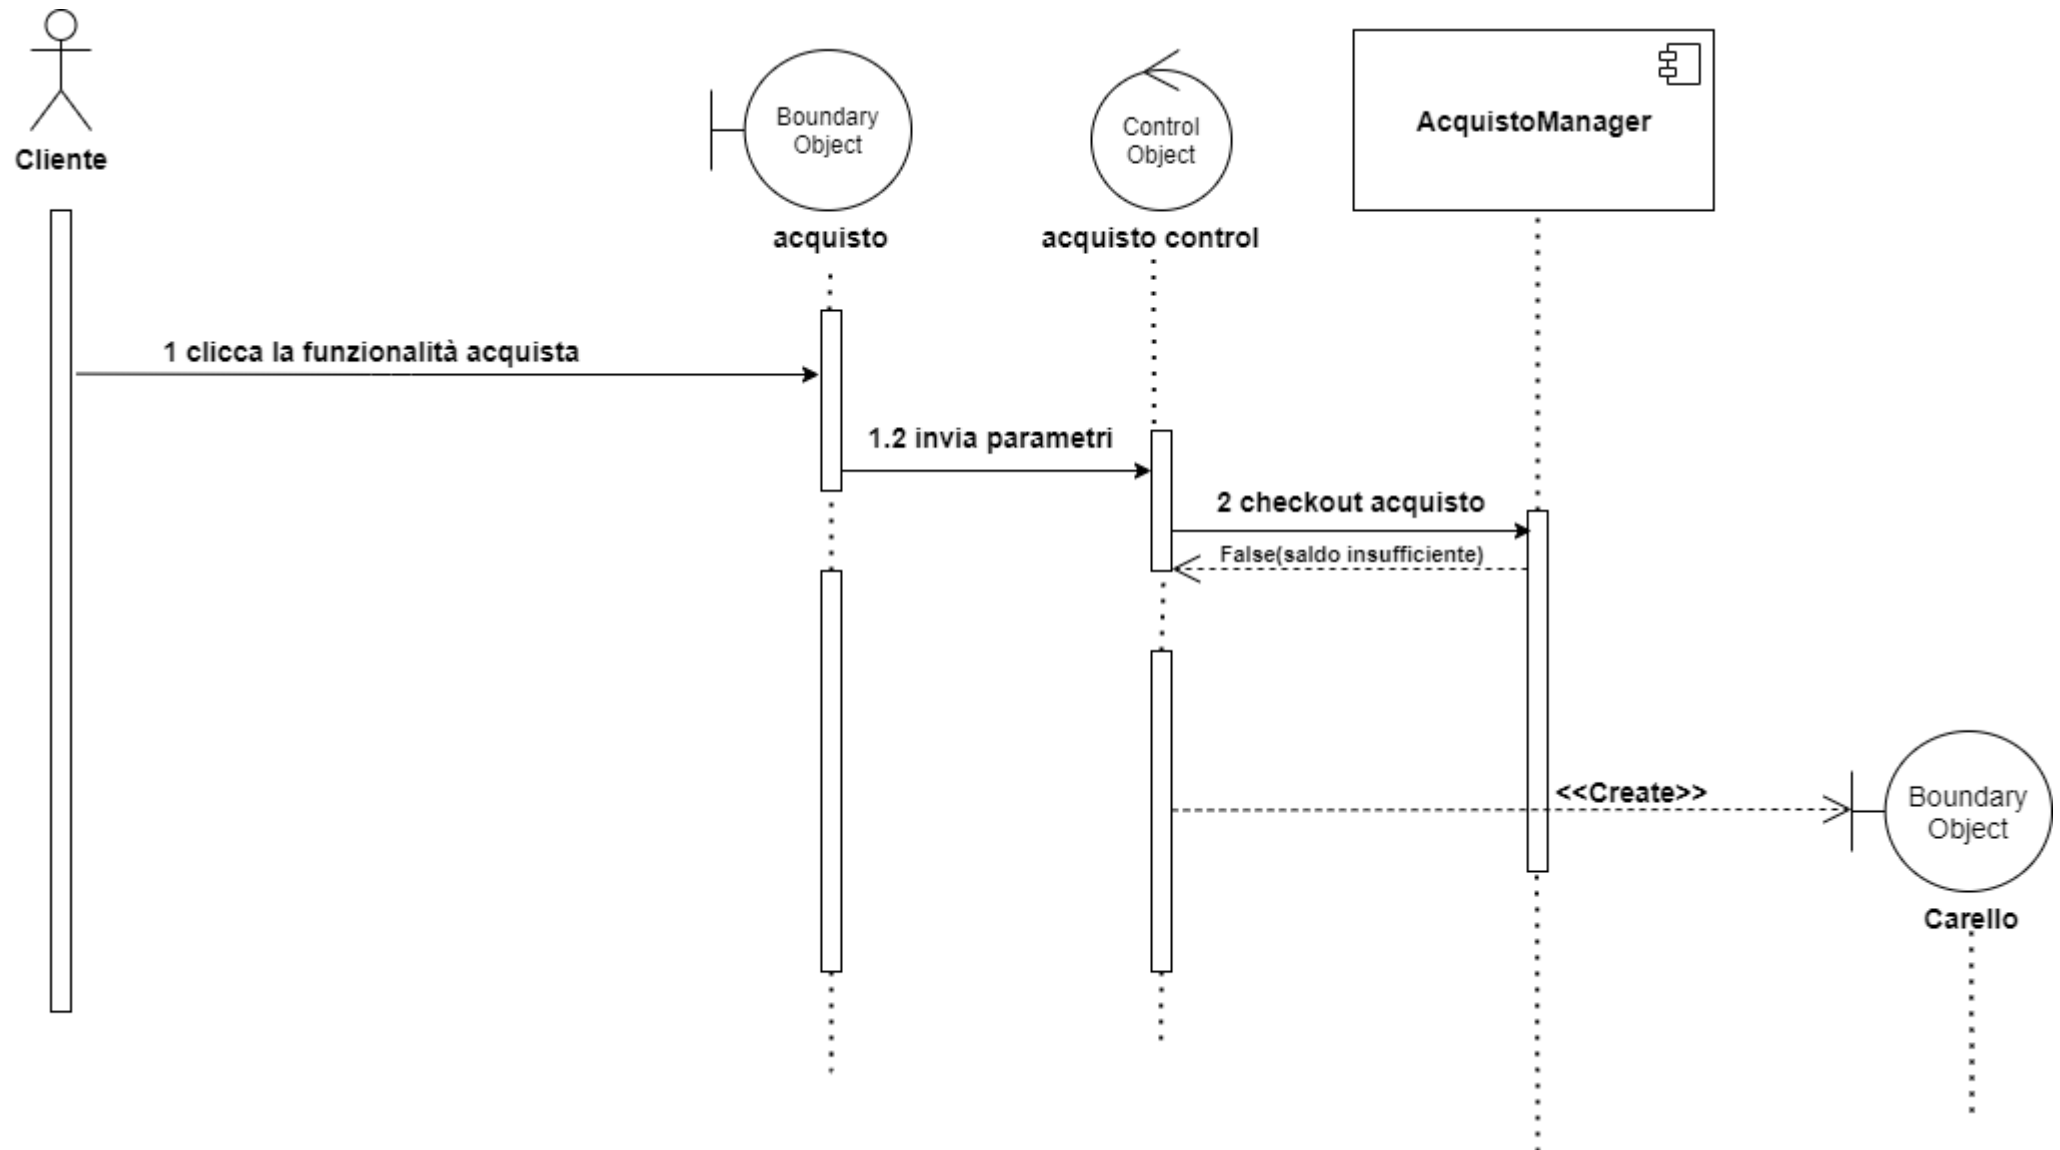 Cliente
Boundary
Object
acquisto
Control
Object
acquisto control
AcquistoManager
1 clicca la funzionalità acquista
1.2 invia parametri
2 checkout acquisto
False(saldo insufficiente)
<<Create>>
Boundary
Object
Carello